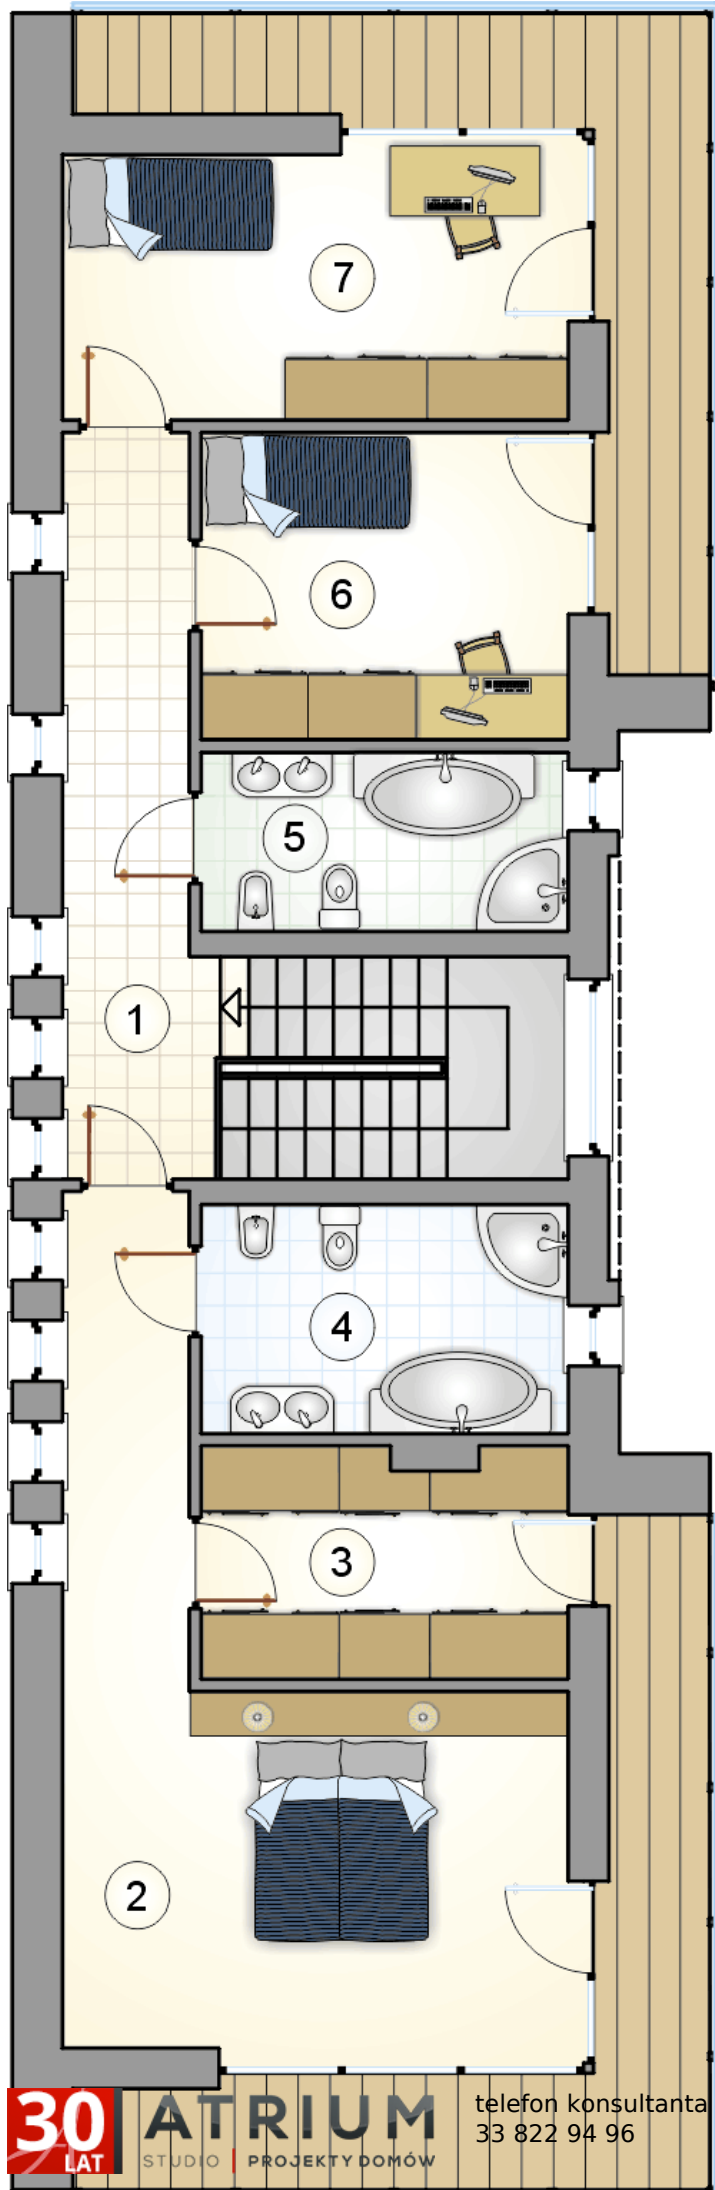 7
6
5
1
4
3
2
30
LAT
ATRIUM
STUDIO | PROJEKTY DOMÓW
telefon konsultanta
33 822 94 96